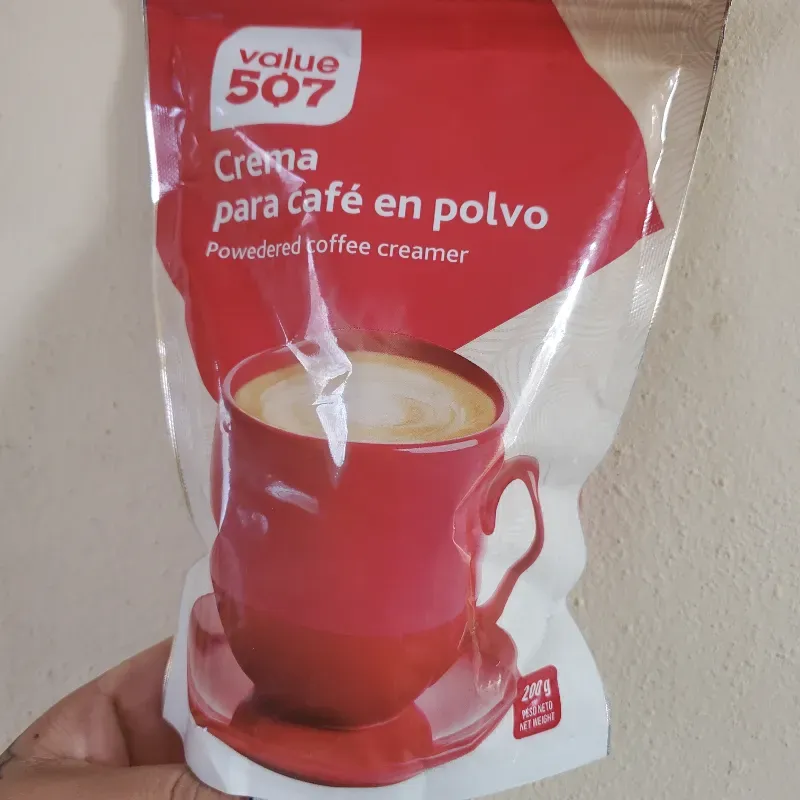 value
507
Crema
para café en polvo
Powedered coffee creamer
200 g
PESO NETO
NET WEIGHT